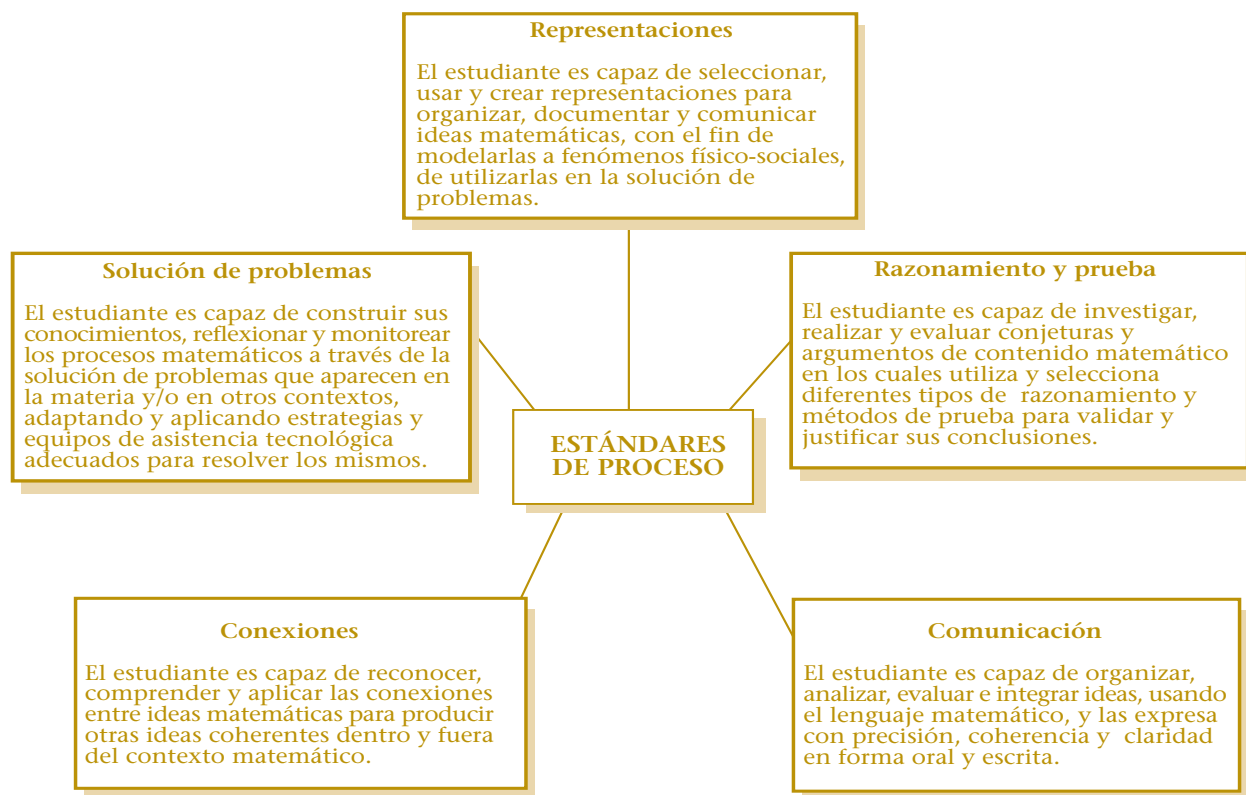 Representaciones
El estudiante es capaz de seleccionar,
usar y crear representaciones para
organizar, documentar y comunicar
ideas matemáticas, con el fin de
modelarlas a fenómenos físico-sociales,
de utilizarlas en la solución de
problemas.
Solución de problemas
El estudiante es capaz de construir sus
conocimientos, reflexionar y monitorear
los procesos matemáticos a través de la
solución de problemas que aparecen en
la materia y/o en otros contextos,
adaptando y aplicando estrategias y
equipos de asistencia tecnológica
adecuados para resolver los mismos.
Razonamiento y prueba
El estudiante es capaz de investigar,
realizar y evaluar conjeturas y
argumentos de contenido matemático
en los cuales utiliza y selecciona
diferentes tipos de razonamiento y
métodos de prueba para validar y
justificar sus conclusiones.
ESTÁNDARES
DE PROCESO
Conexiones
El estudiante es capaz de reconocer,
comprender y aplicar las conexiones
entre ideas matemáticas para producir
otras ideas coherentes dentro y fuera
del contexto matemático.
Comunicación
El estudiante es capaz de organizar,
analizar, evaluar e integrar ideas, usando
el lenguaje matemático, y las expresa
con precisión, coherencia y claridad
en forma oral y escrita.